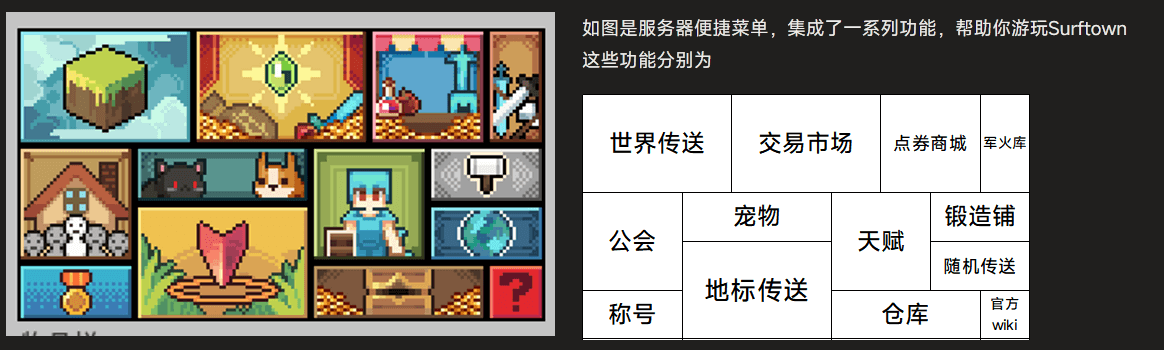 如图是服务器便捷菜单，集成了一系列功能，帮助你游玩Surftown
这些功能分别为
世界传送
交易市场
点券商城
军火库
公会
宠物
天赋
锻造铺
地标传送
随机传送
称号
仓库
官方
wiki
?